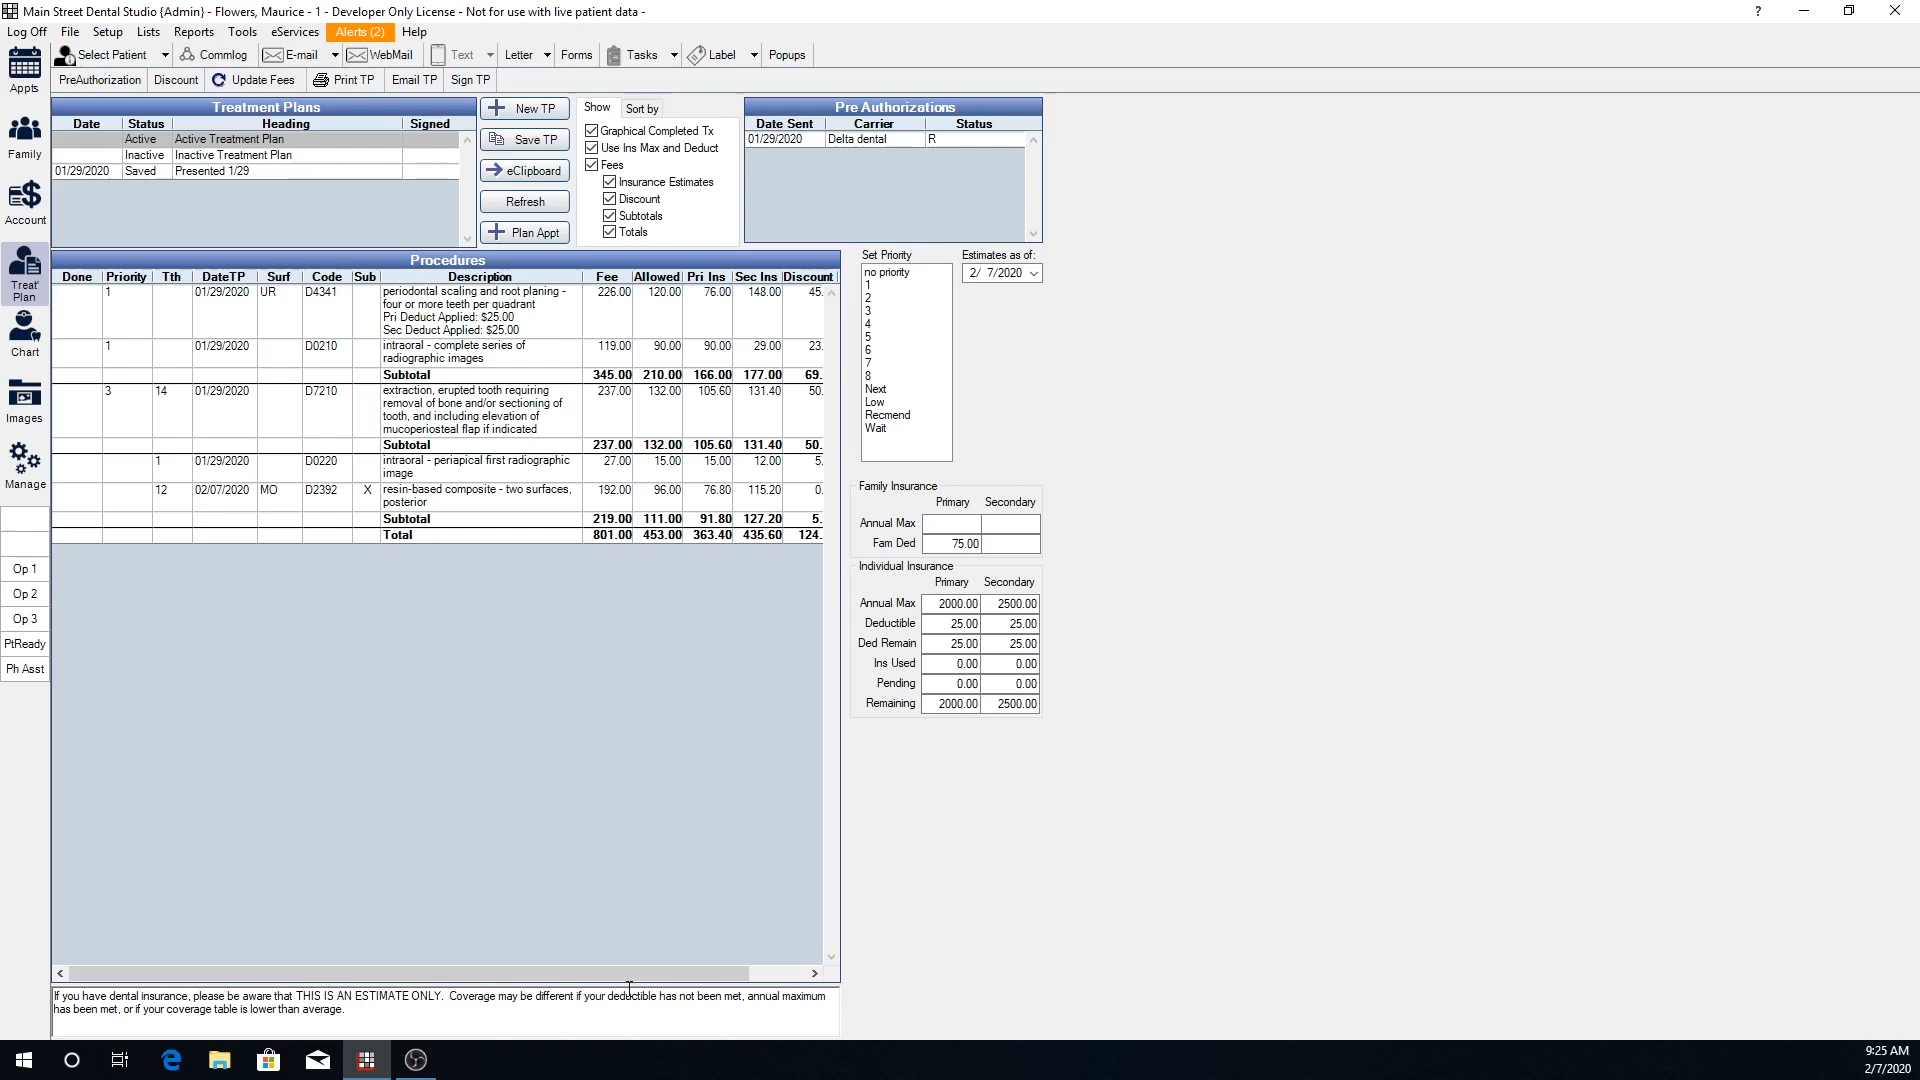 Main Street Dental Studio {Admin} - Flowers, Maurice - 1 - Developer Only License - Not for use with live patient data -
Log Off File Setup Lists Reports Tools eServices Alerts (2) Help
Select Patient Commlog E-mail WebMail Text Letter Forms Tasks Label Popups
PreAuthorization Discount Update Fees Print TP Email TP Sign TP
Appts
Family
Account
Treat' Plan
Chart
Images
Manage
Op 1
Op 2
Op 3
PtReady
Ph Asst
Treatment Plans
Date Status Heading Signed
Active Active Treatment Plan
Inactive Inactive Treatment Plan
01/29/2020 Saved Presented 1/29
New TP
Save TP
eClipboard
Refresh
Plan Appt
Show Sort by
Graphical Completed Tx
Use Ins Max and Deduct
Fees
Insurance Estimates
Discount
Subtotals
Totals
Pre Authorizations
Date Sent Carrier Status
01/29/2020 Delta dental R
Procedures
Done Priority Tth DateTP Surf Code Sub Description Fee Allowed Pri Ins Sec Ins Discount
1 01/29/2020 UR D4341 periodontal scaling and root planing - 226.00 120.00 76.00 148.00 45.
four or more teeth per quadrant
Pri Deduct Applied: $25.00
Sec Deduct Applied: $25.00
1 01/29/2020 D0210 intraoral - complete series of 119.00 90.00 90.00 29.00 23.
radiographic images
Subtotal 345.00 210.00 166.00 177.00 69.
3 14 01/29/2020 D7210 extraction, erupted tooth requiring 237.00 132.00 105.60 131.40 50.
removal of bone and/or sectioning of
tooth, and including elevation of
mucoperiosteal flap if indicated
Subtotal 237.00 132.00 105.60 131.40 50.
1 01/29/2020 D0220 intraoral - periapical first radiographic 27.00 15.00 15.00 12.00 5.
image
12 02/07/2020 MO D2392 X resin-based composite - two surfaces, 192.00 96.00 76.80 115.20 0.
posterior
Subtotal 219.00 111.00 91.80 127.20 5.
Total 801.00 453.00 363.40 435.60 124.
Set Priority
no priority
1
2
3
4
5
6
7
8
Next
Low
Recmend
Wait
Estimates as of:
2/ 7/2020
Family Insurance
Primary Secondary
Annual Max
Fam Ded 75.00
Individual Insurance
Primary Secondary
Annual Max 2000.00 2500.00
Deductible 25.00 25.00
Ded Remain 25.00 25.00
Ins Used 0.00 0.00
Pending 0.00 0.00
Remaining 2000.00 2500.00
If you have dental insurance, please be aware that THIS IS AN ESTIMATE ONLY. Coverage may be different if your deductible has not been met, annual maximum
has been met, or if your coverage table is lower than average.
9:25 AM
2/7/2020